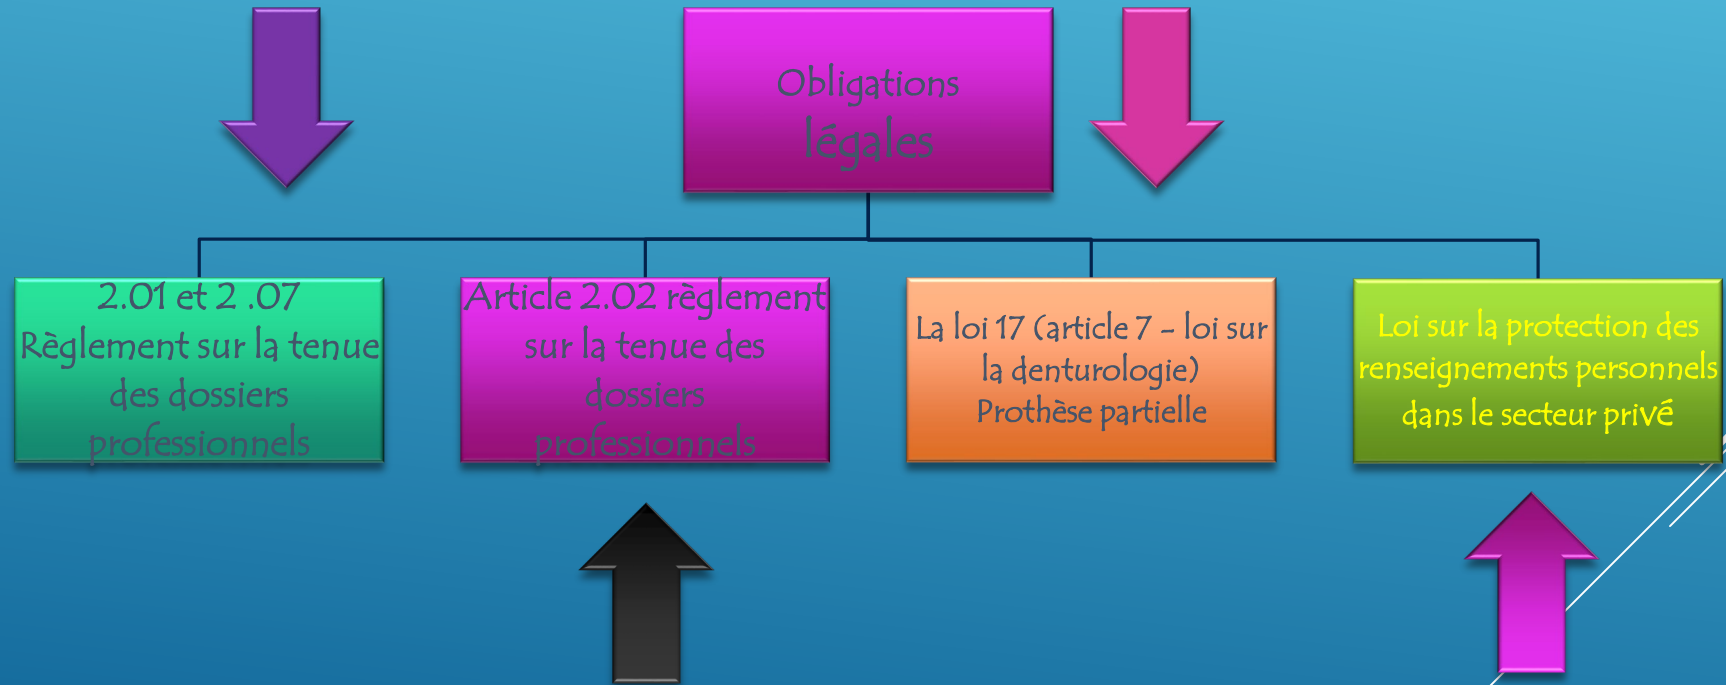 Obligations
légales
2.01 et 2 .07
Règlement sur la tenue
des dossiers
professionnels
Article 2.02 règlement
sur la tenue des
dossiers
professionnels
La loi 17 (article 7 - loi sur
la denturologie)
Prothèse partielle
Loi sur la protection des
renseignements personnels
dans le secteur privé